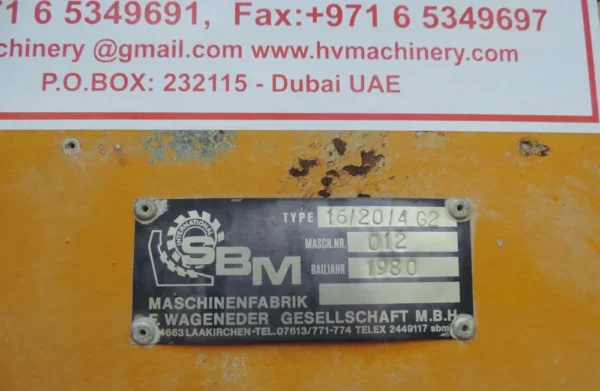 6 5349691, Fax:+971 6 5349697
@gmail.com www.hvmachinery.com
P.O.BOX: 232115 - Dubai UAE
INTERNATIONAL
SBM
TYPE 16/20/4 G2
MASCH.NR. 012
BAUJAHR 1980
MASCHINENFABRIK
F. WAGENEDER GESELLSCHAFT M.B.H.
4663 LAAKIRCHEN-TEL. 07613/771-774 TELEX 2449117 sbm